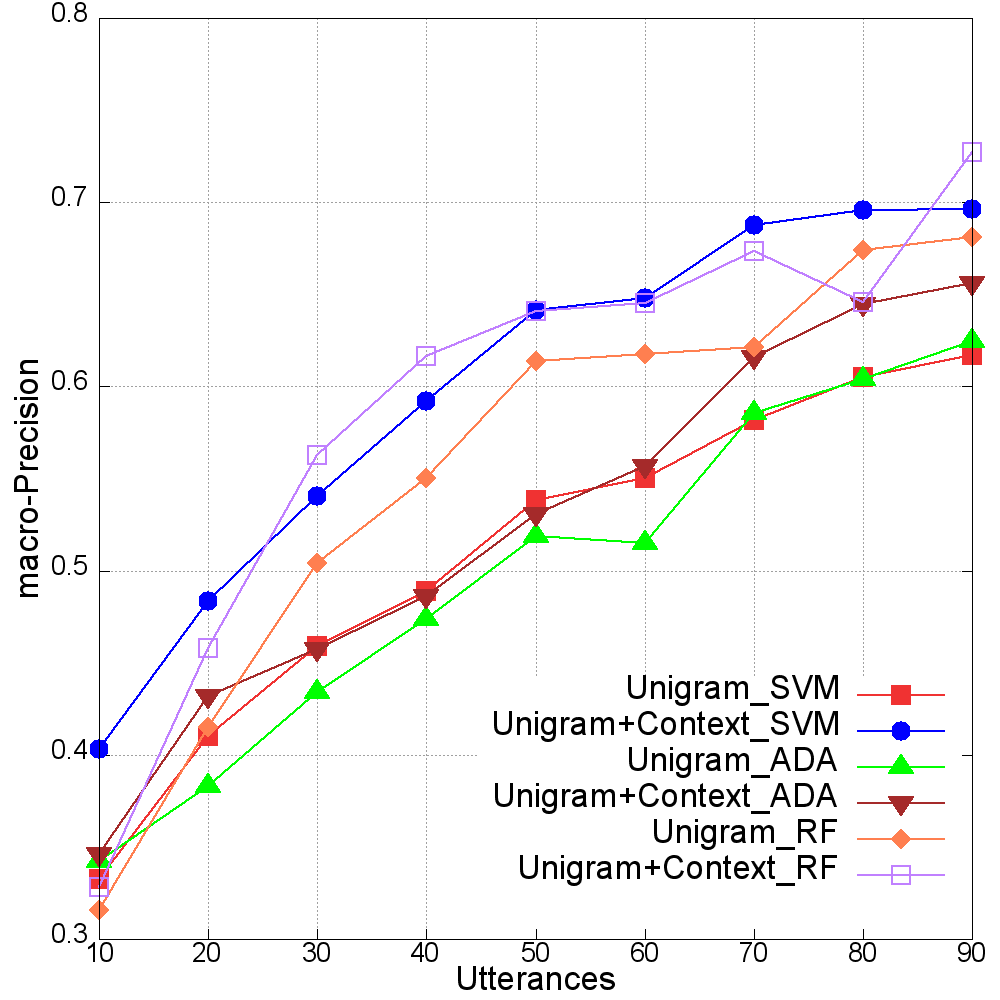 0.8
0.7
0.6
0.5
0.4
0.3
macro-Precision
Unigram_SVM
Unigram+Context_SVM
Unigram_ADA
Unigram+Context_ADA
Unigram_RF
Unigram+Context_RF
10 20 30 40 50 60 70 80 90
Utterances